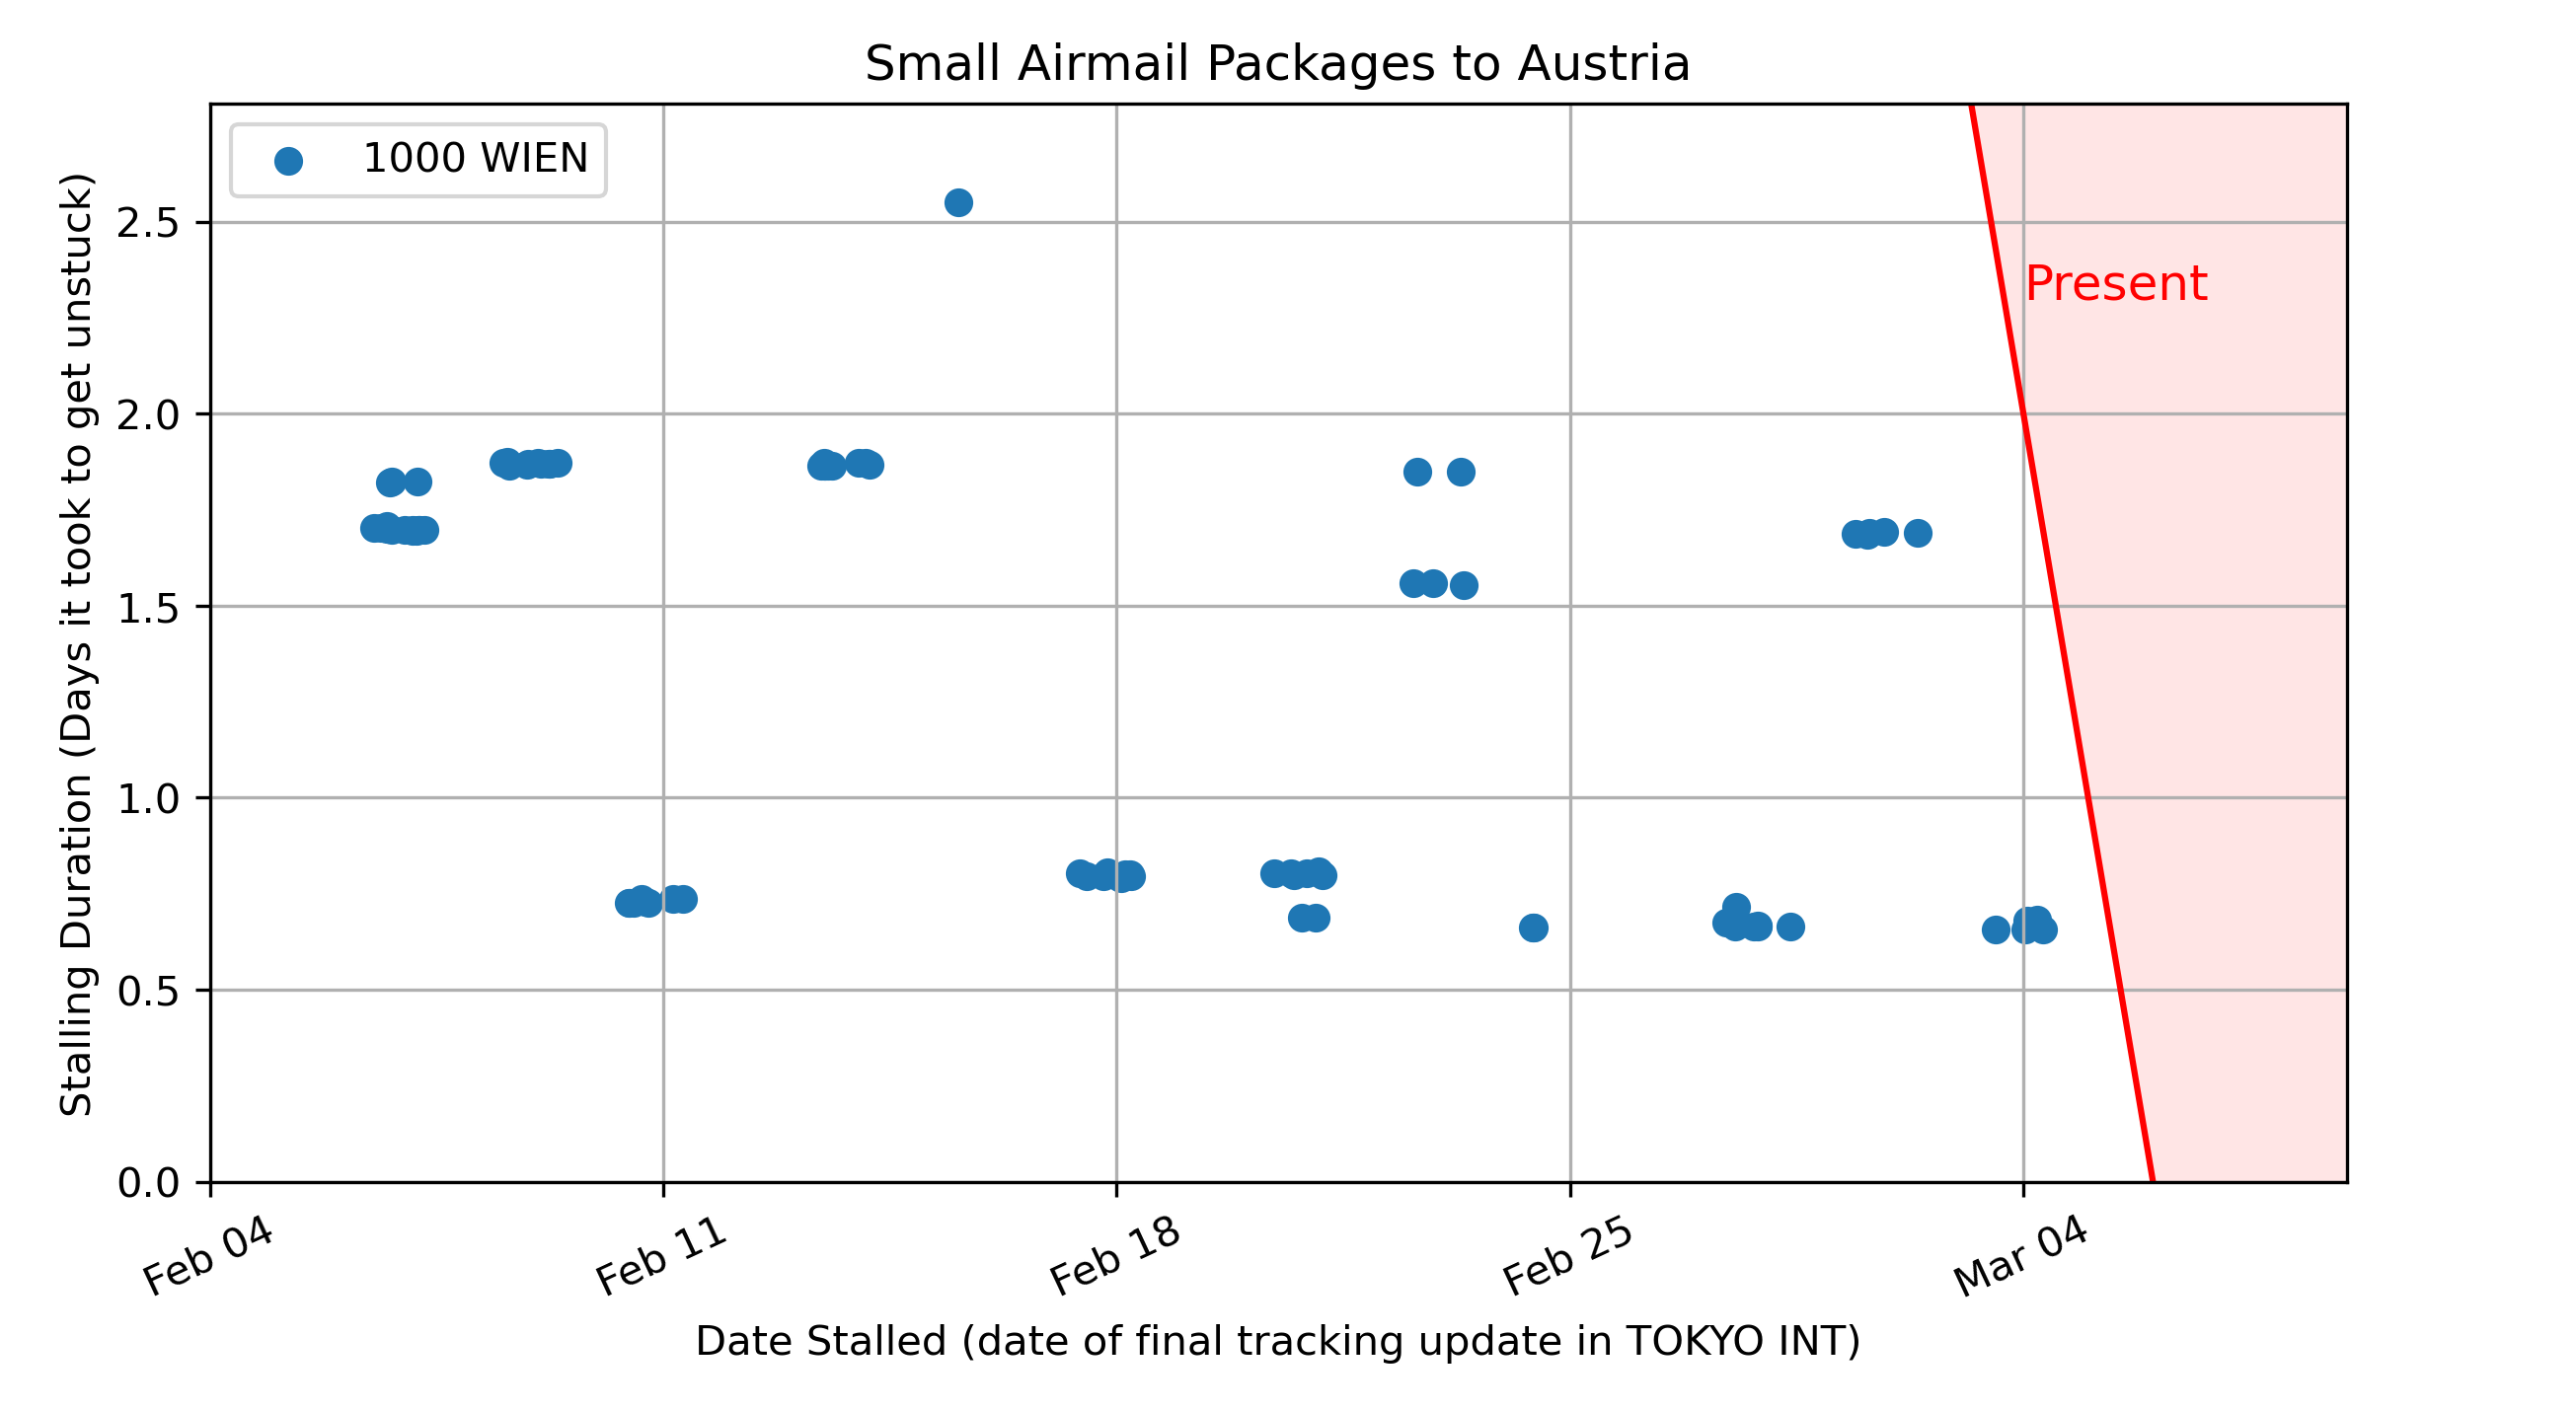 Small Airmail Packages to Austria
1000 WIEN
Present
Stalling Duration (Days it took to get unstuck)
2.5
2.0
1.5
1.0
0.5
0.0
Feb 04
Feb 11
Feb 18
Feb 25
Mar 04
Date Stalled (date of final tracking update in TOKYO INT)